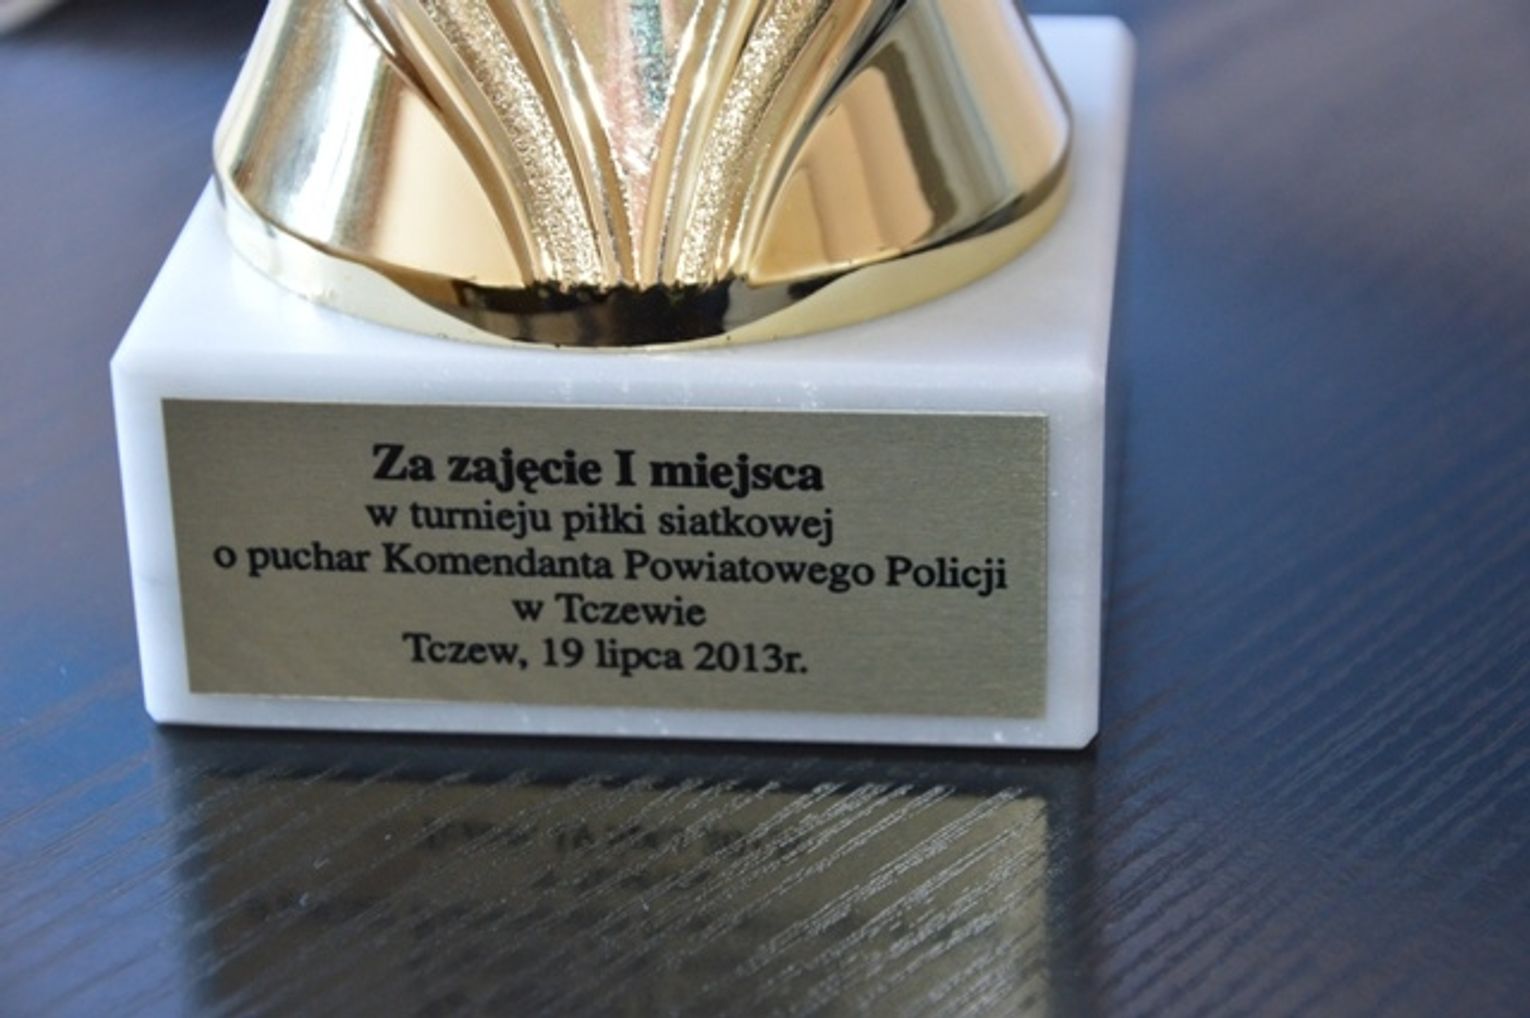 Za zajęcie I miejsca
w turnieju piłki siatkowej
o puchar Komendanta Powiatowego Policji
w Tczewie
Tczew, 19 lipca 2013r.